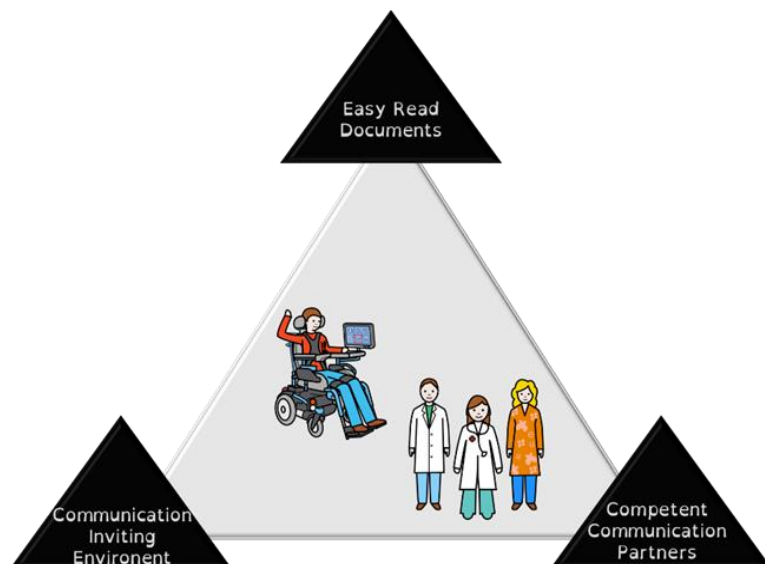 Easy Read
Documents
Communication
Inviting
Environent
Competent
Communication
Partners